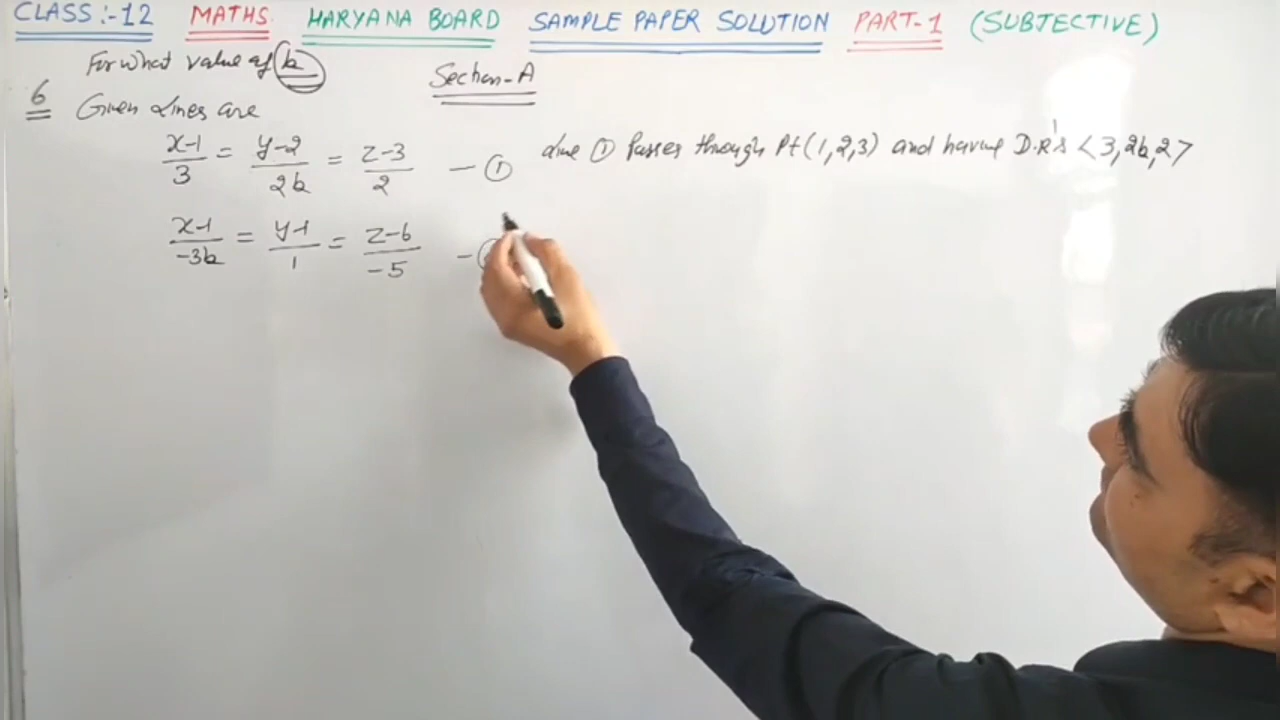 CLASS :- 12 MATHS HARYANA BOARD SAMPLE PAPER SOLUTION PART-1 (SUBJECTIVE)
For what value of k
Section-A
6 Given Lines are
x-1/3 = y-2/2k = z-3/2 - ①
Line ① Passes through Pt (1,2,3) and having D.R's <3,2k,2>
x-1/-3k = y-1/1 = z-6/-5 -